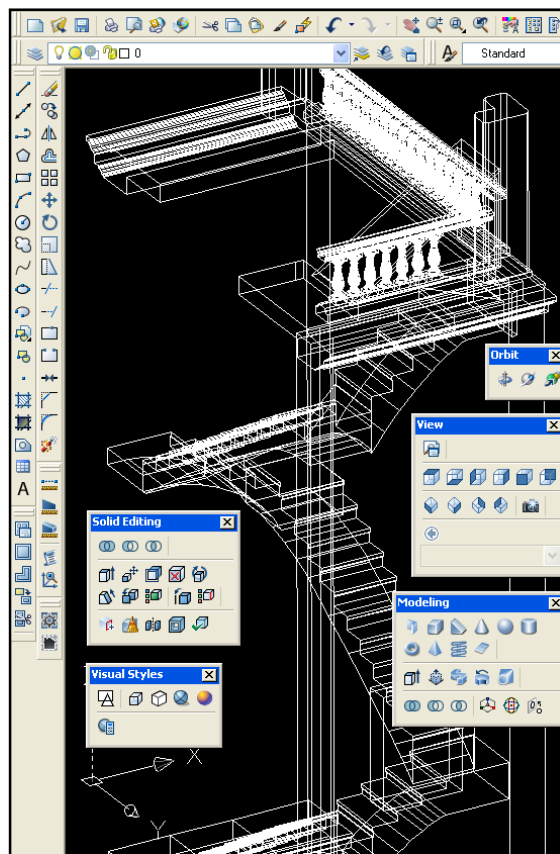 0
Standard
Orbit
View
Solid Editing
Modeling
Visual Styles
A
X
Y